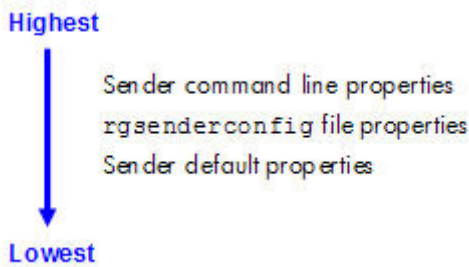 Highest
Sender command line properties
rgsenderconfig file properties
Sender default properties
Lowest